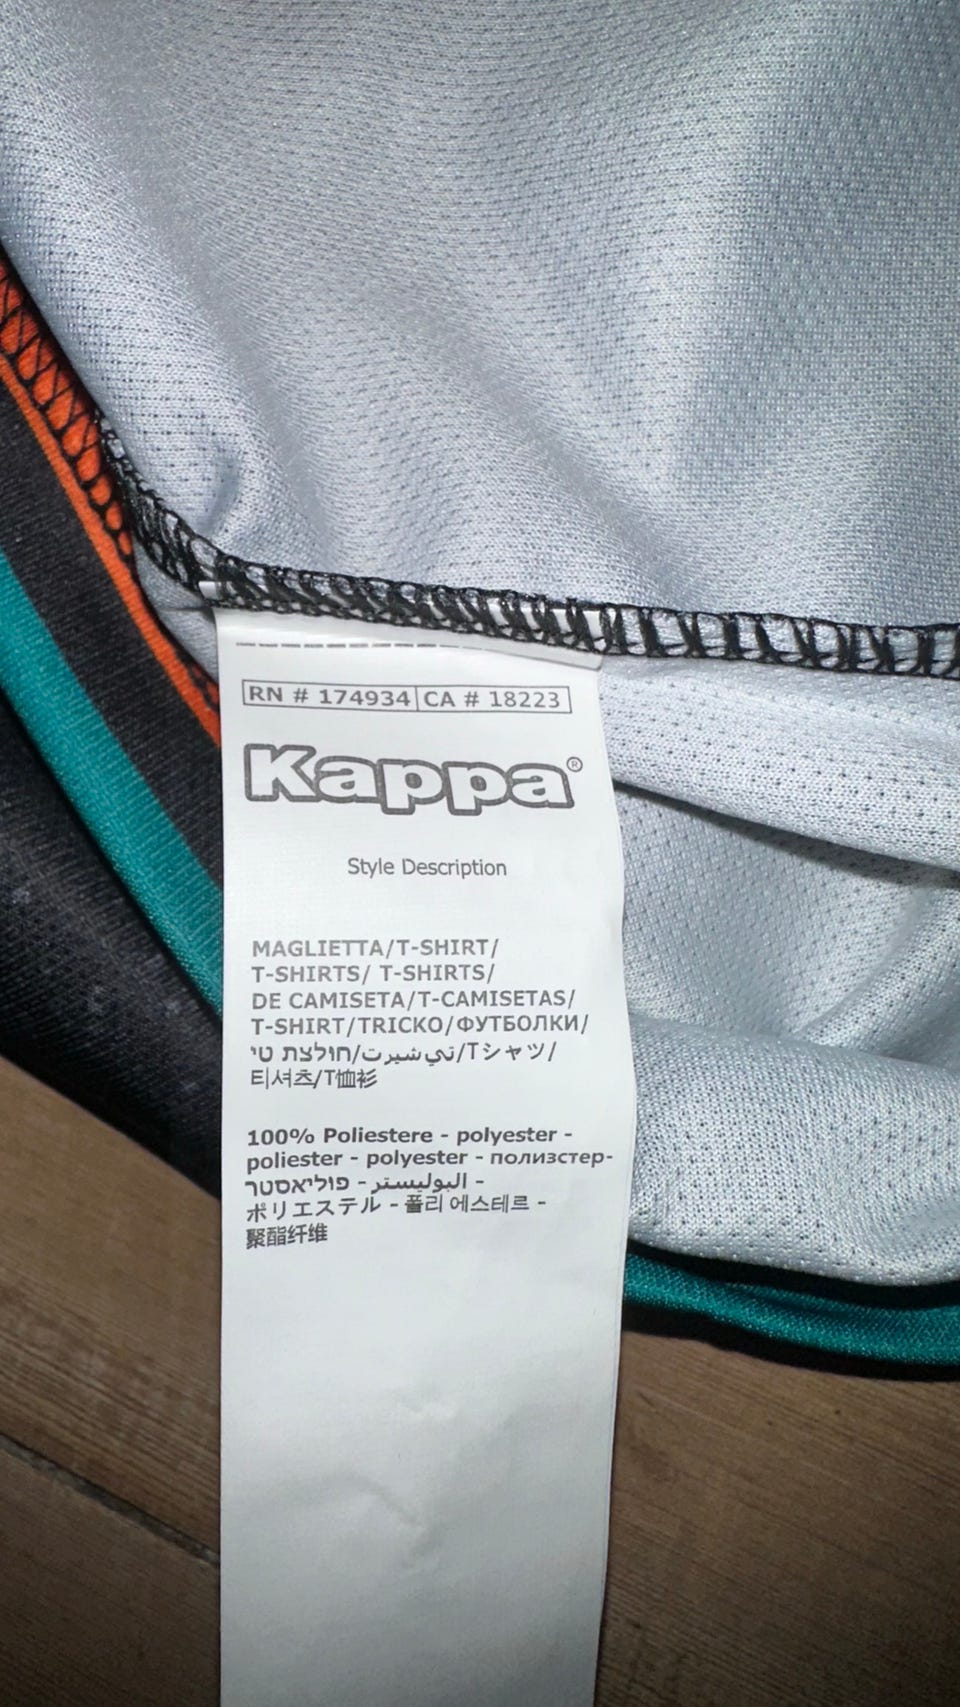 RN # 174934 CA # 18223
Kappa®
Style Description
MAGLIETTA/T-SHIRT/
T-SHIRTS/ T-SHIRTS/
DE CAMISETA/T-CAMISETAS/
T-SHIRT/TRICKO/ФУТБОЛКИ/
חולצת טי/تي شيرت/Tシャツ/
티셔츠/T恤衫
100% Poliestere - polyester -
poliester - polyester - полизстер-
פוליאסטר - البوليستر -
ポリエステル - 폴리 에스테르 -
聚酯纤维